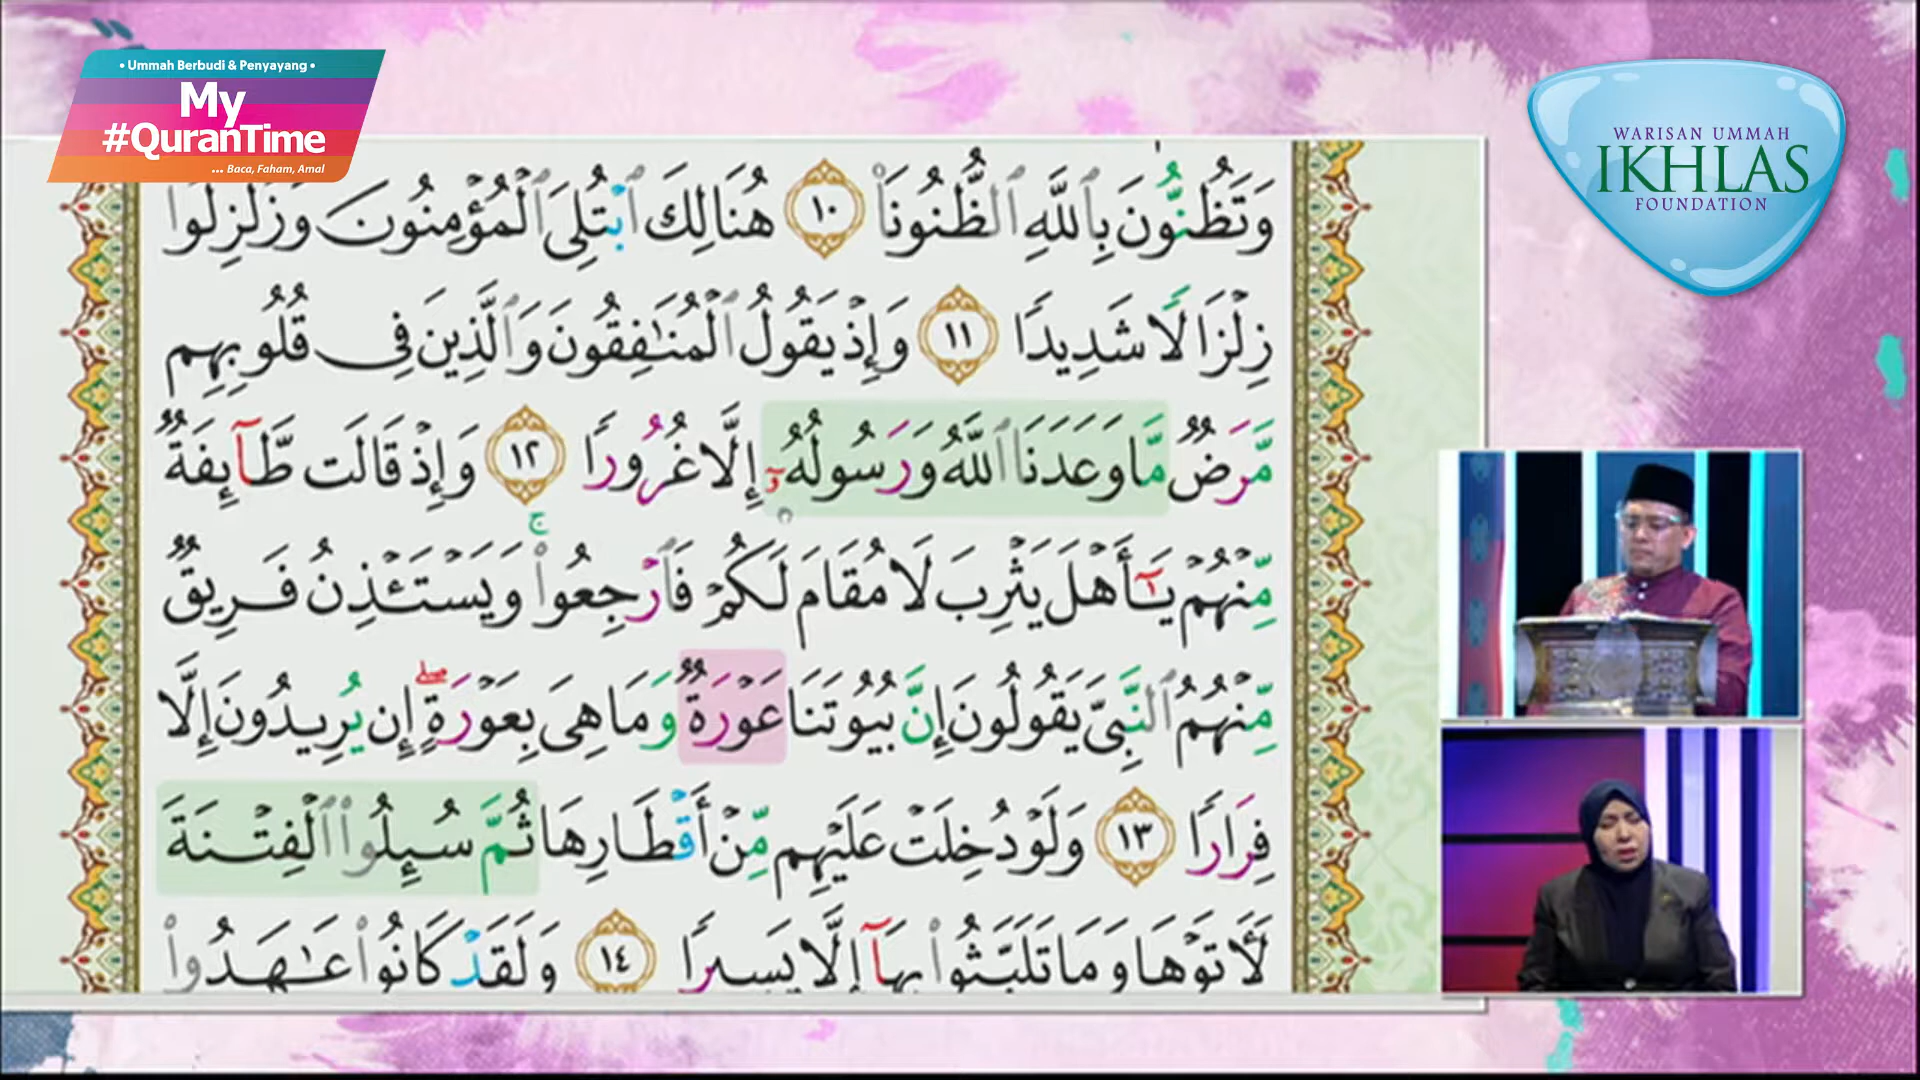 • Ummah Berbudi & Penyayang •
My
#QuranTime
... Baca, Faham, Amal
WARISAN UMMAH
IKHLAS
FOUNDATION
وَتَظُنُّونَ بِٱللَّهِ ٱلظُّنُونَا۠ ١٠ هُنَالِكَ ٱبْتُلِىَ ٱلْمُؤْمِنُونَ وَزُلْزِلُوا۟
زِلْزَالًا شَدِيدًا ١١ وَإِذْ يَقُولُ ٱلْمُنَـٰفِقُونَ وَٱلَّذِينَ فِى قُلُوبِهِم
مَّرَضٌ مَّا وَعَدَنَا ٱللَّهُ وَرَسُولُهُۥٓ إِلَّا غُرُورًا ١٢ وَإِذْ قَالَت طَّآئِفَةٌ
مِّنْهُمْ يَـٰٓأَهْلَ يَثْرِبَ لَا مُقَامَ لَكُمْ فَٱرْجِعُوا۟ ۚ وَيَسْتَـْٔذِنُ فَرِيقٌ
مِّنْهُمُ ٱلنَّبِىَّ يَقُولُونَ إِنَّ بُيُوتَنَا عَوْرَةٌ وَمَا هِىَ بِعَوْرَةٍ ۖ إِن يُرِيدُونَ إِلَّا
فِرَارًا ١٣ وَلَوْ دُخِلَتْ عَلَيْهِم مِّنْ أَقْطَارِهَا ثُمَّ سُئِلُوا۟ ٱلْفِتْنَةَ
لَـَٔاتَوْهَا وَمَا تَلَبَّثُوا۟ بِهَآ إِلَّا يَسِيرًا ١٤ وَلَقَدْ كَانُوا۟ عَـٰهَدُوا۟